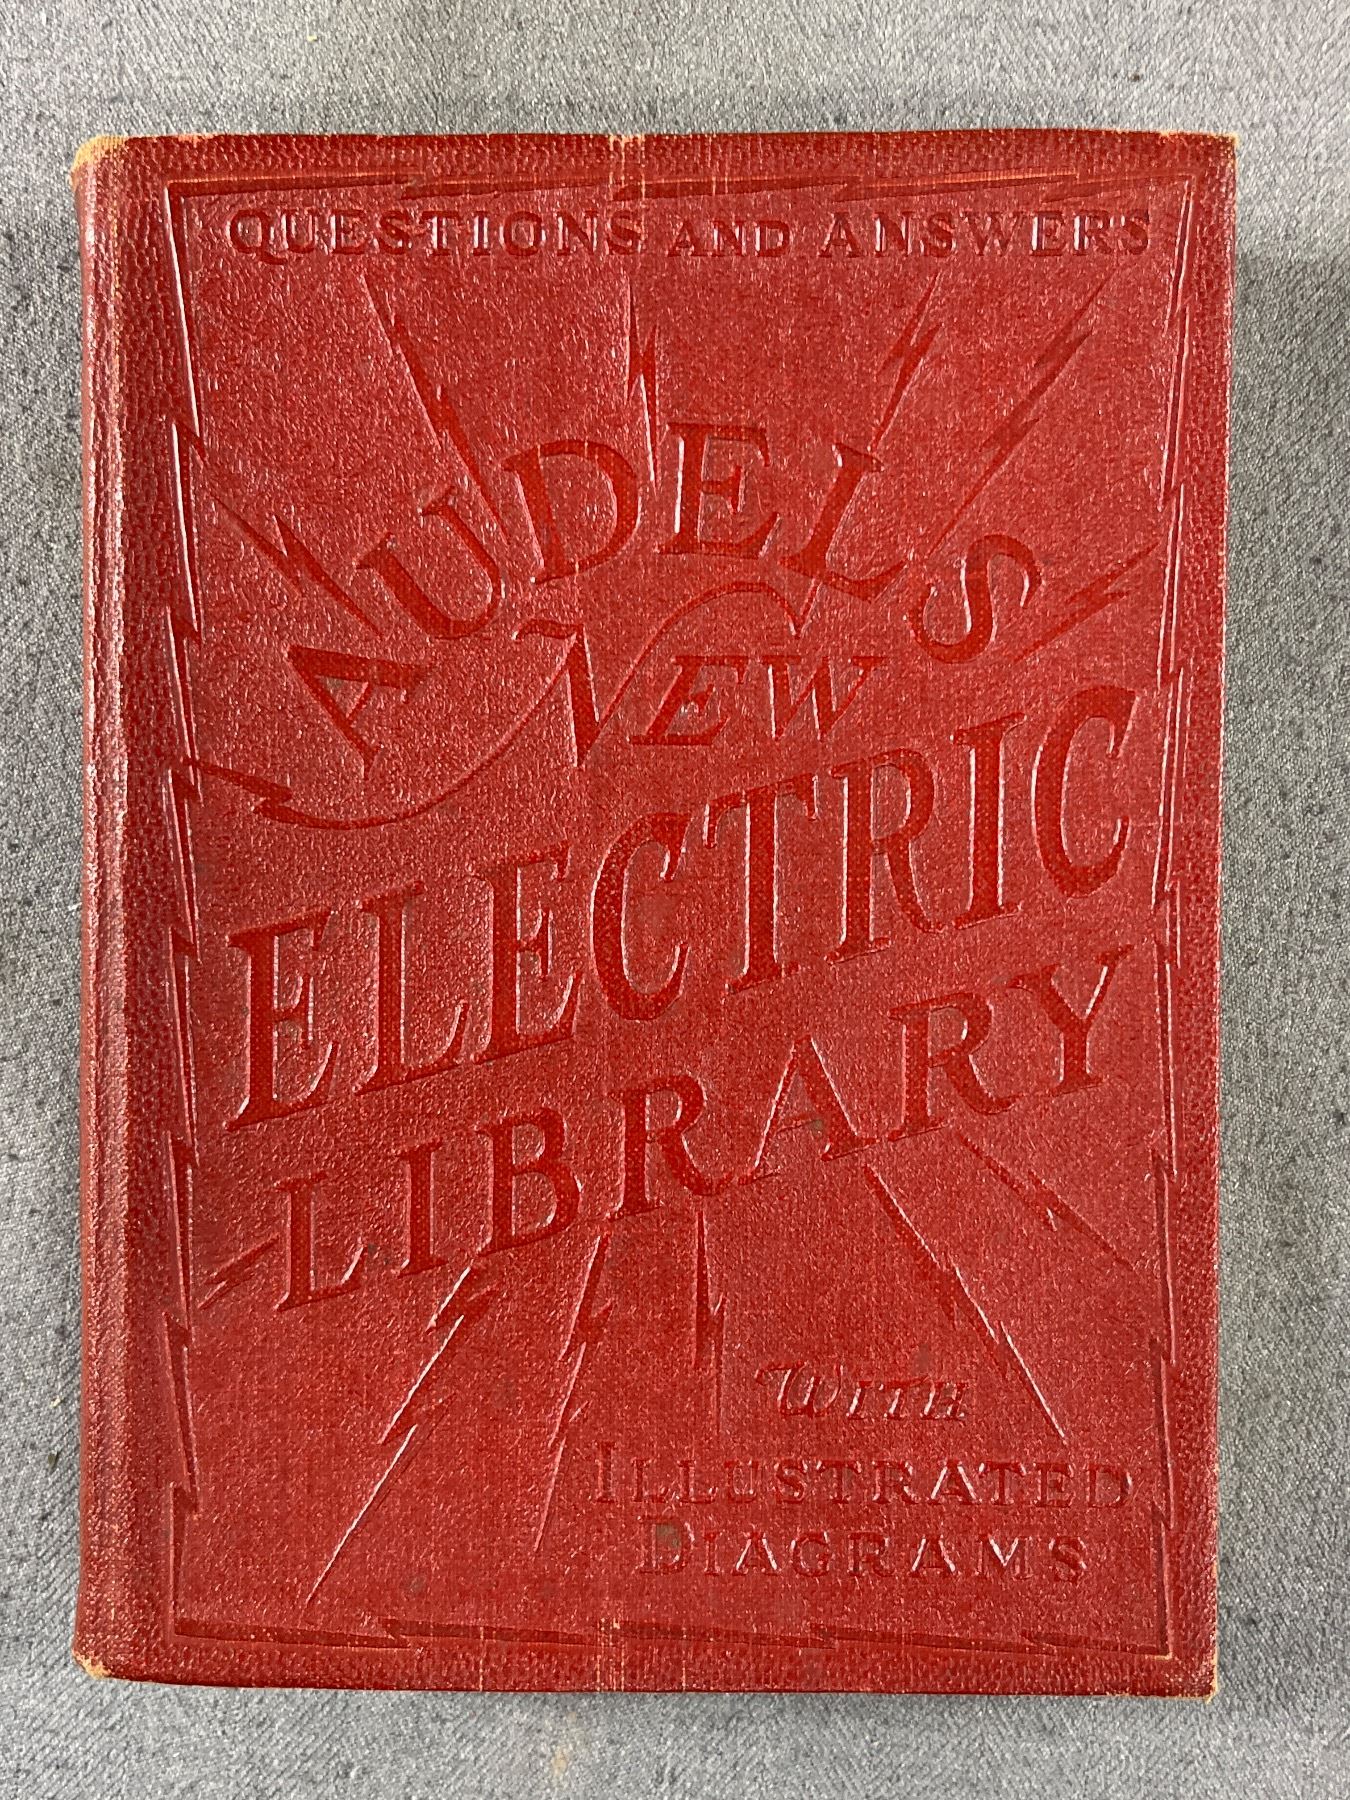 QUESTIONS AND ANSWERS
AUDELS
NEW
ELECTRIC
LIBRARY
WITH
ILLUSTRATED
DIAGRAMS